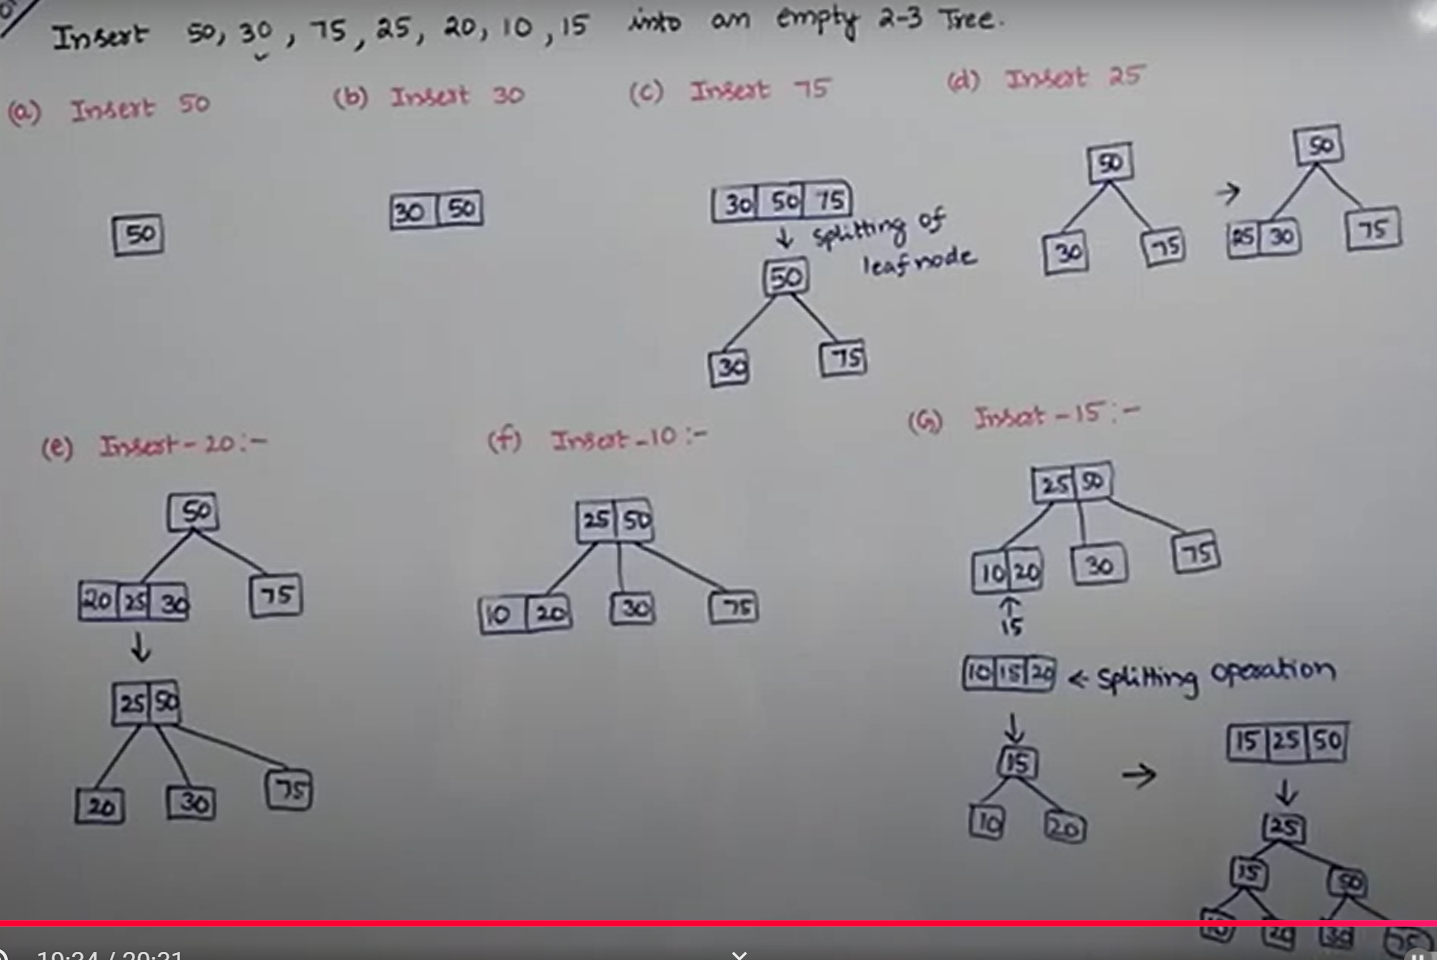 Insert 50, 30, 75, 25, 20, 10, 15 into an empty 2-3 Tree.
(a) Insert 50
(b) Insert 30
(c) Insert 75
(d) Insert 25
50
30 50
30 50 75
↓ splitting of
leaf node
50
30 75
50
30 75
→
50
25 30 75
(e) Insert - 20 :-
(f) Insert - 10 :-
(G) Insert - 15 :-
50
20 25 30 75
↓
25 50
20 30 75
25 50
10 20 30 75
25 50
10 20 30 75
↑
15
10 15 20 ← Splitting operation
↓
15
10 20
→
15 25 50
↓
25
15 50
10 20 30 75